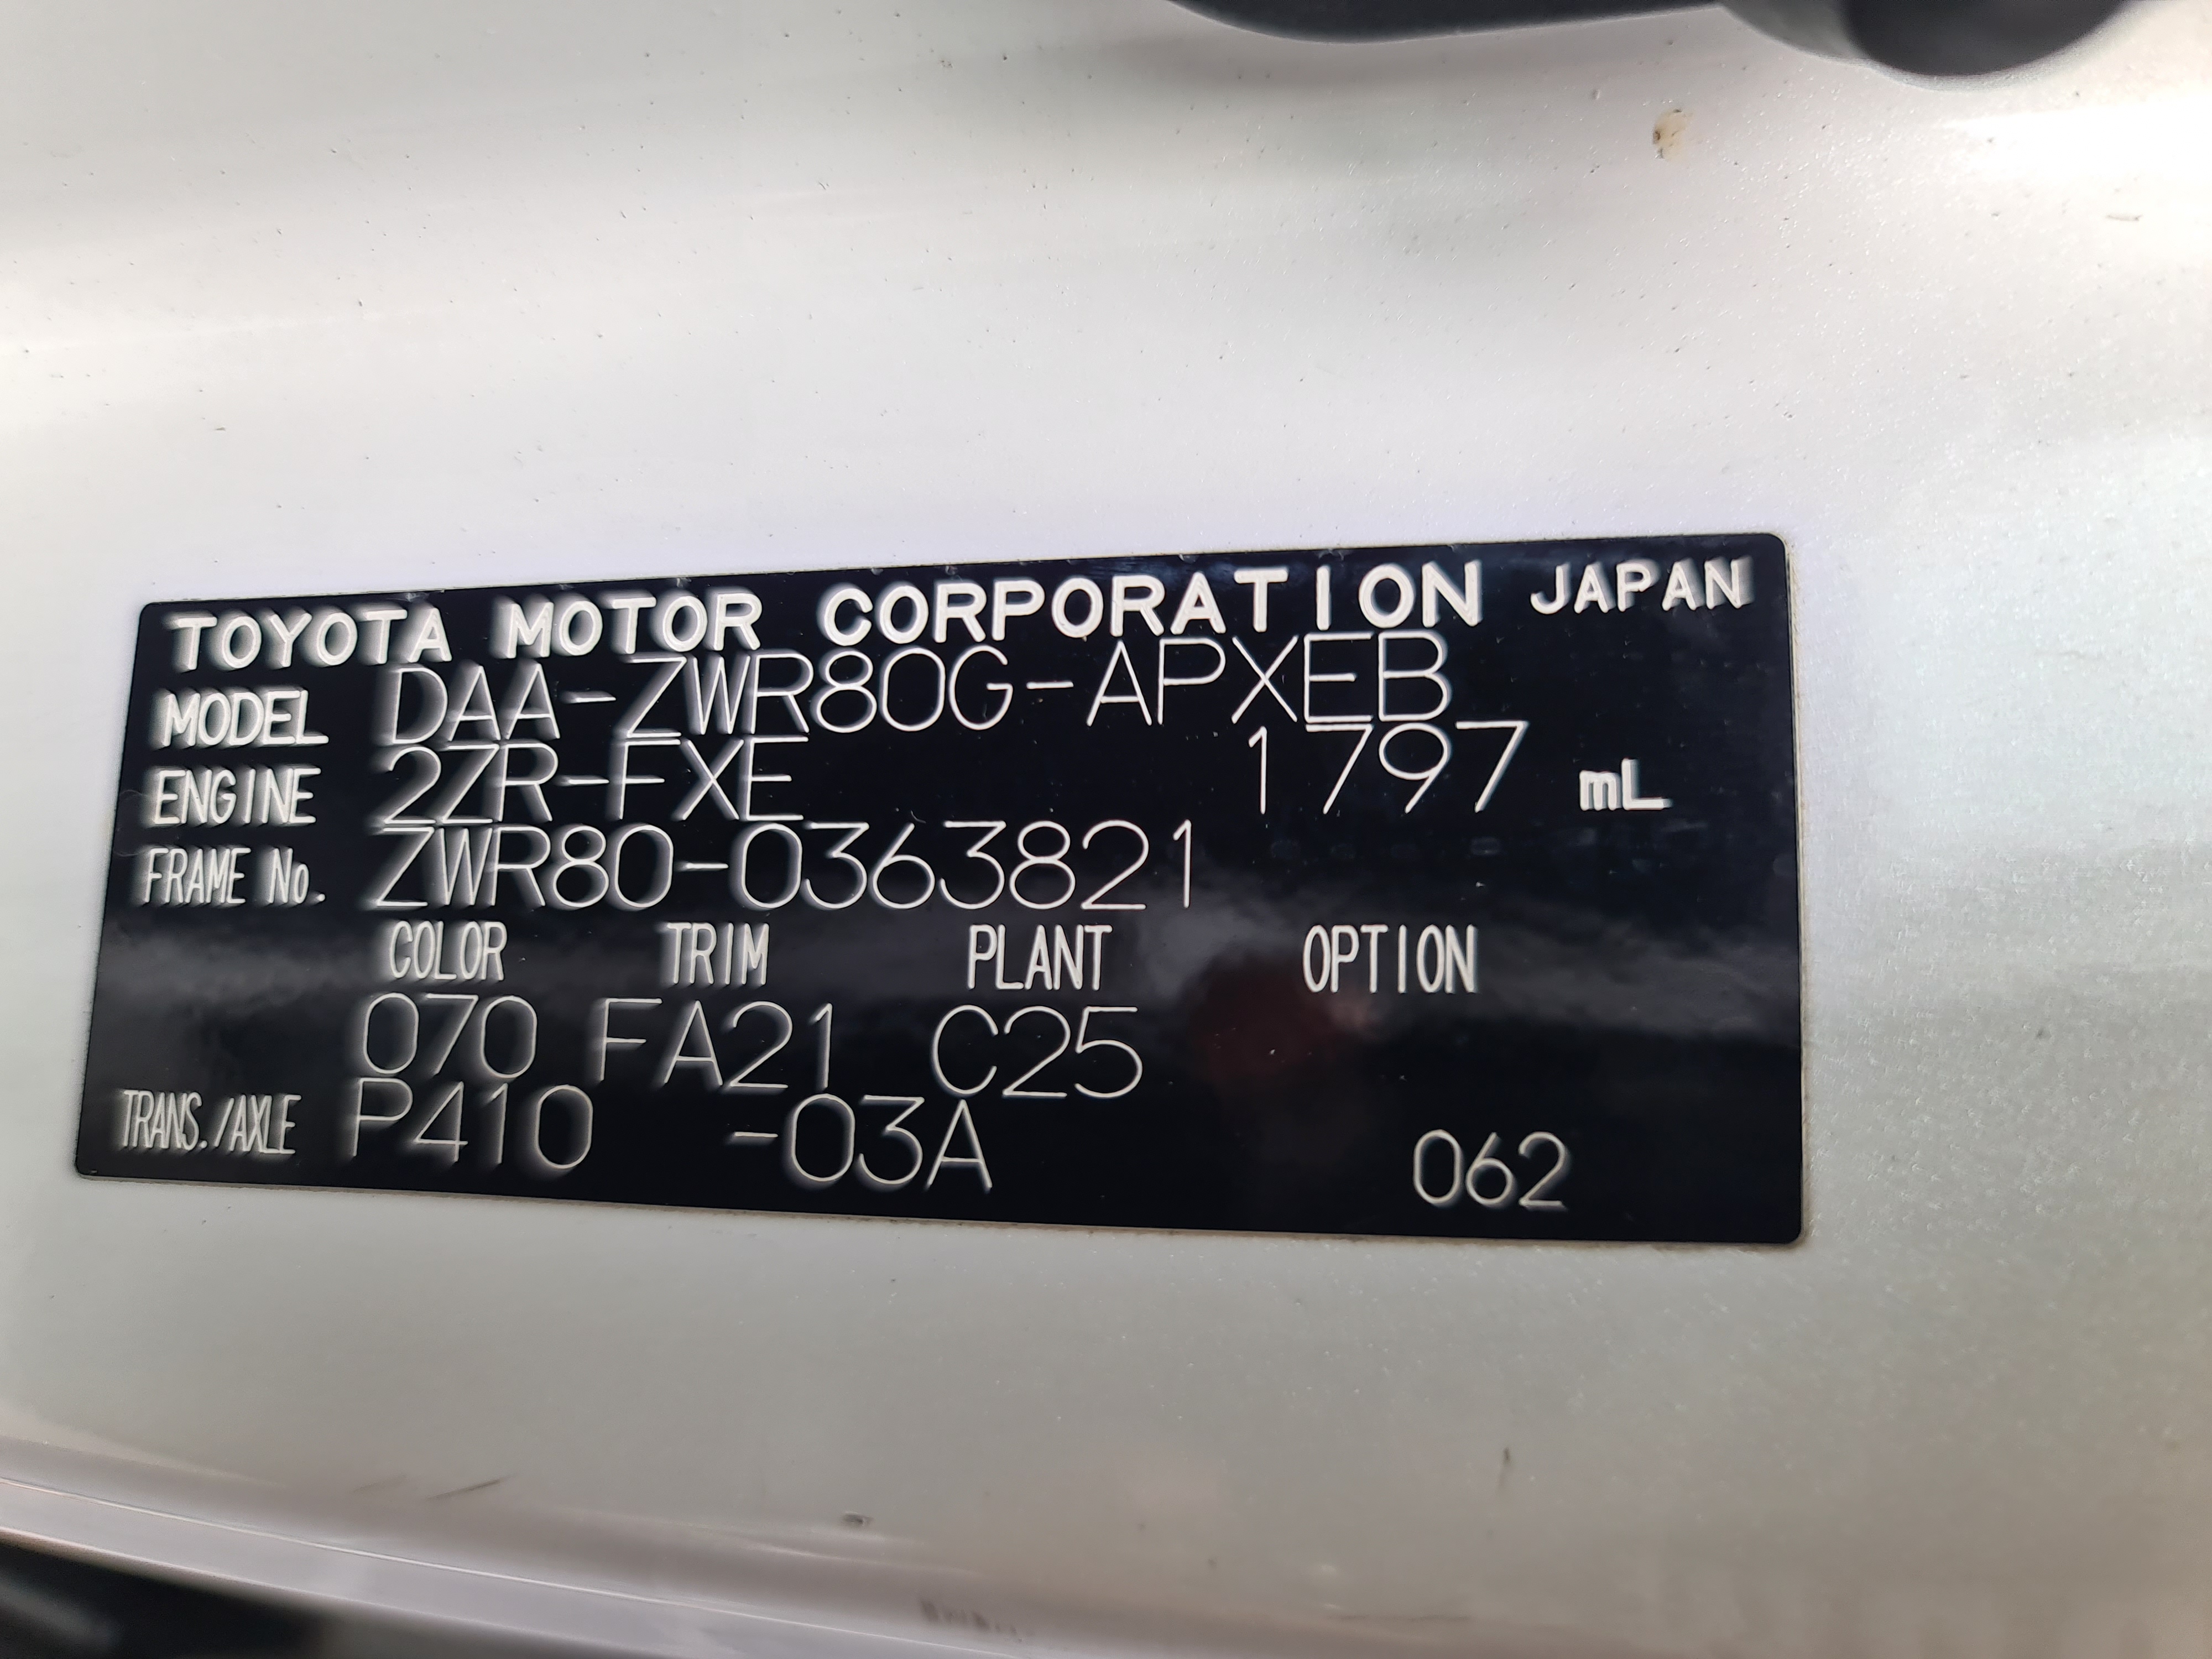 TOYOTA MOTOR CORPORATION JAPAN
MODEL DAA-ZWR80G-APXEB
ENGINE 2ZR-FXE 1797 mL
FRAME No. ZWR80-0363821
COLOR TRIM PLANT OPTION
070 FA21 C25
TRANS./AXLE P410 -03A 062